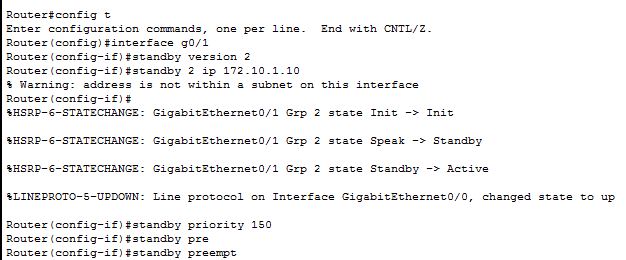 Router#config t
Enter configuration commands, one per line.  End with CNTL/Z.
Router(config)#interface g0/1
Router(config-if)#standby version 2
Router(config-if)#standby 2 ip 172.10.1.10
% Warning: address is not within a subnet on this interface
Router(config-if)#
%HSRP-6-STATECHANGE: GigabitEthernet0/1 Grp 2 state Init -> Init
%HSRP-6-STATECHANGE: GigabitEthernet0/1 Grp 2 state Speak -> Standby
%HSRP-6-STATECHANGE: GigabitEthernet0/1 Grp 2 state Standby -> Active
%LINEPROTO-5-UPDOWN: Line protocol on Interface GigabitEthernet0/0, changed state to up
Router(config-if)#standby priority 150
Router(config-if)#standby pre
Router(config-if)#standby preempt